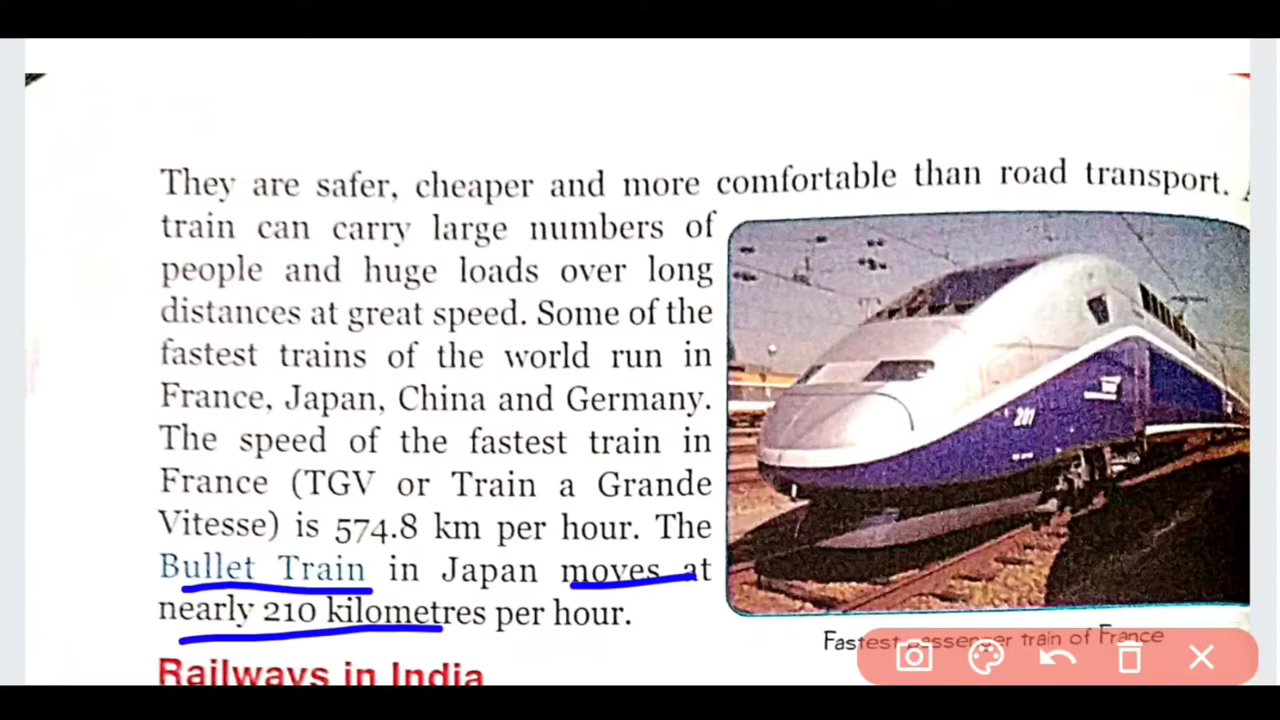 They are safer, cheaper and more comfortable than road transport.
train can carry large numbers of
people and huge loads over long
distances at great speed. Some of the
fastest trains of the world run in
France, Japan, China and Germany.
The speed of the fastest train in
France (TGV or Train a Grande
Vitesse) is 574.8 km per hour. The
Bullet Train in Japan moves at
nearly 210 kilometres per hour.
201
Fastest passenger train of France
Railways in India